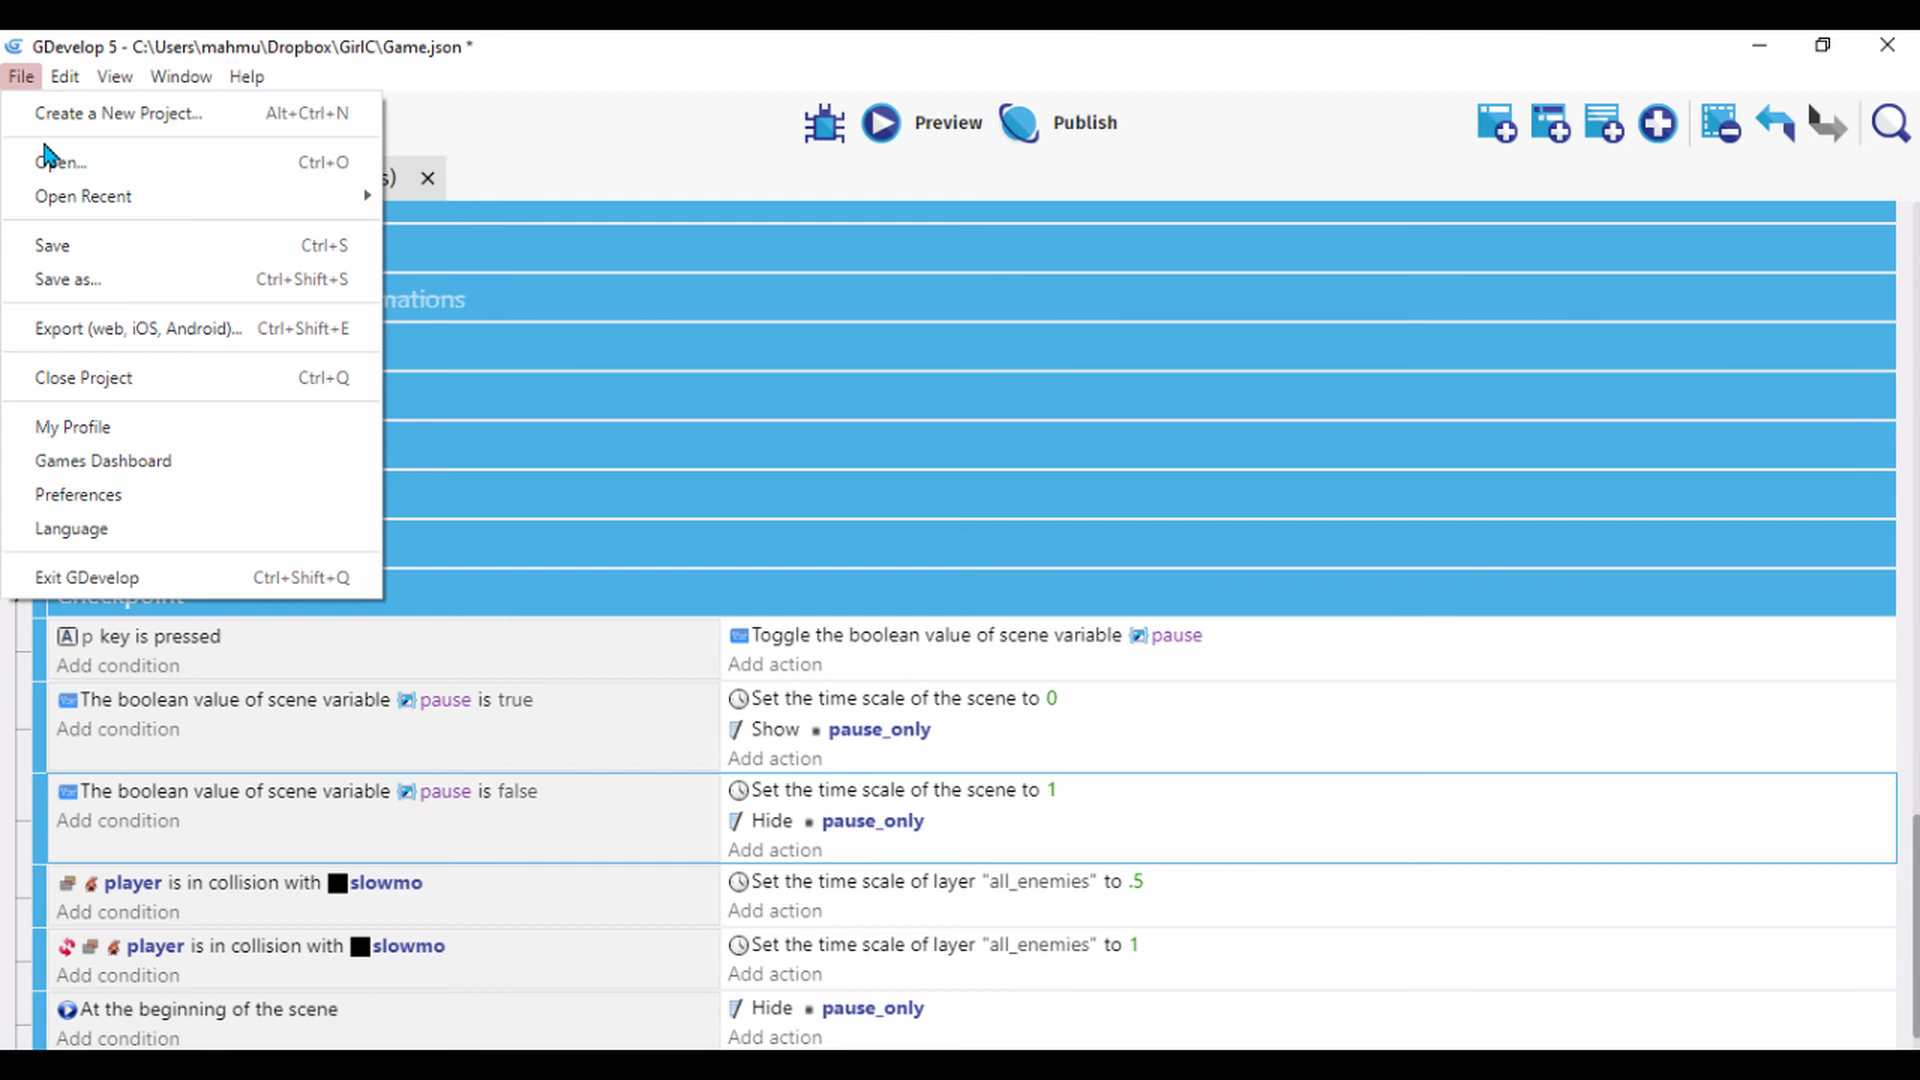 GDevelop 5 - C:\Users\mahmu\Dropbox\GirlC\Game.json *
File Edit View Window Help
Create a New Project... Alt+Ctrl+N
Preview Publish
Open... Ctrl+O
s)
Open Recent
Save Ctrl+S
Save as... Ctrl+Shift+S
mations
Export (web, iOS, Android)... Ctrl+Shift+E
Close Project Ctrl+Q
My Profile
Games Dashboard
Preferences
Language
Exit GDevelop Ctrl+Shift+Q
Checkpoint
p key is pressed Toggle the boolean value of scene variable pause
Add condition Add action
The boolean value of scene variable pause is true Set the time scale of the scene to 0
Add condition Show pause_only
Add action
The boolean value of scene variable pause is false Set the time scale of the scene to 1
Add condition Hide pause_only
Add action
player is in collision with slowmo Set the time scale of layer "all_enemies" to .5
Add condition Add action
player is in collision with slowmo Set the time scale of layer "all_enemies" to 1
Add condition Add action
At the beginning of the scene Hide pause_only
Add condition Add action